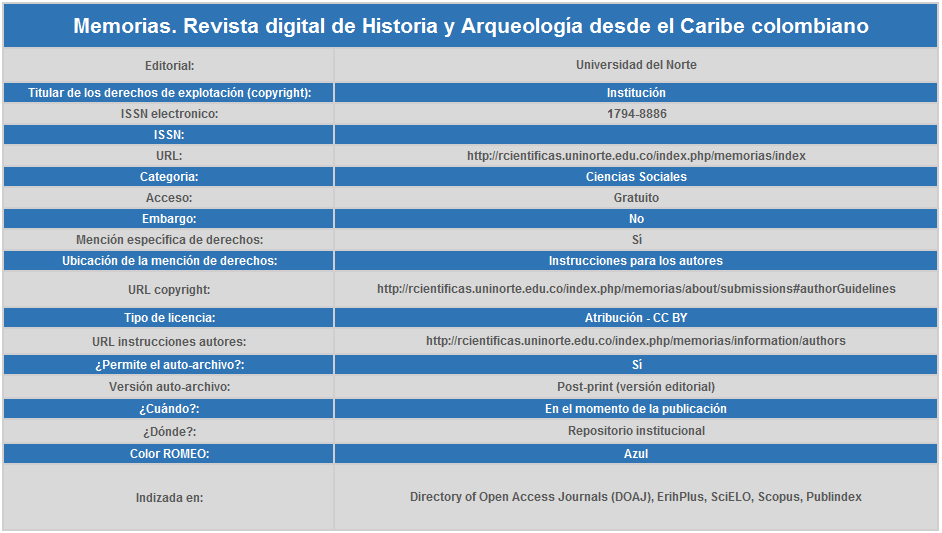 Memorias. Revista digital de Historia y Arqueología desde el Caribe colombiano
Editorial: Universidad del Norte
Titular de los derechos de explotación (copyright): Institución
ISSN electronico: 1794-8886
ISSN:
URL: http://rcientificas.uninorte.edu.co/index.php/memorias/index
Categoria: Ciencias Sociales
Acceso: Gratuito
Embargo: No
Mención específica de derechos: Sí
Ubicación de la mención de derechos: Instrucciones para los autores
URL copyright: http://rcientificas.uninorte.edu.co/index.php/memorias/about/submissions#authorGuidelines
Tipo de licencia: Atribución - CC BY
URL instrucciones autores: http://rcientificas.uninorte.edu.co/index.php/memorias/information/authors
¿Permite el auto-archivo?: Sí
Versión auto-archivo: Post-print (versión editorial)
¿Cuándo?: En el momento de la publicación
¿Dónde?: Repositorio institucional
Color ROMEO: Azul
Indizada en: Directory of Open Access Journals (DOAJ), ErihPlus, SciELO, Scopus, Publindex